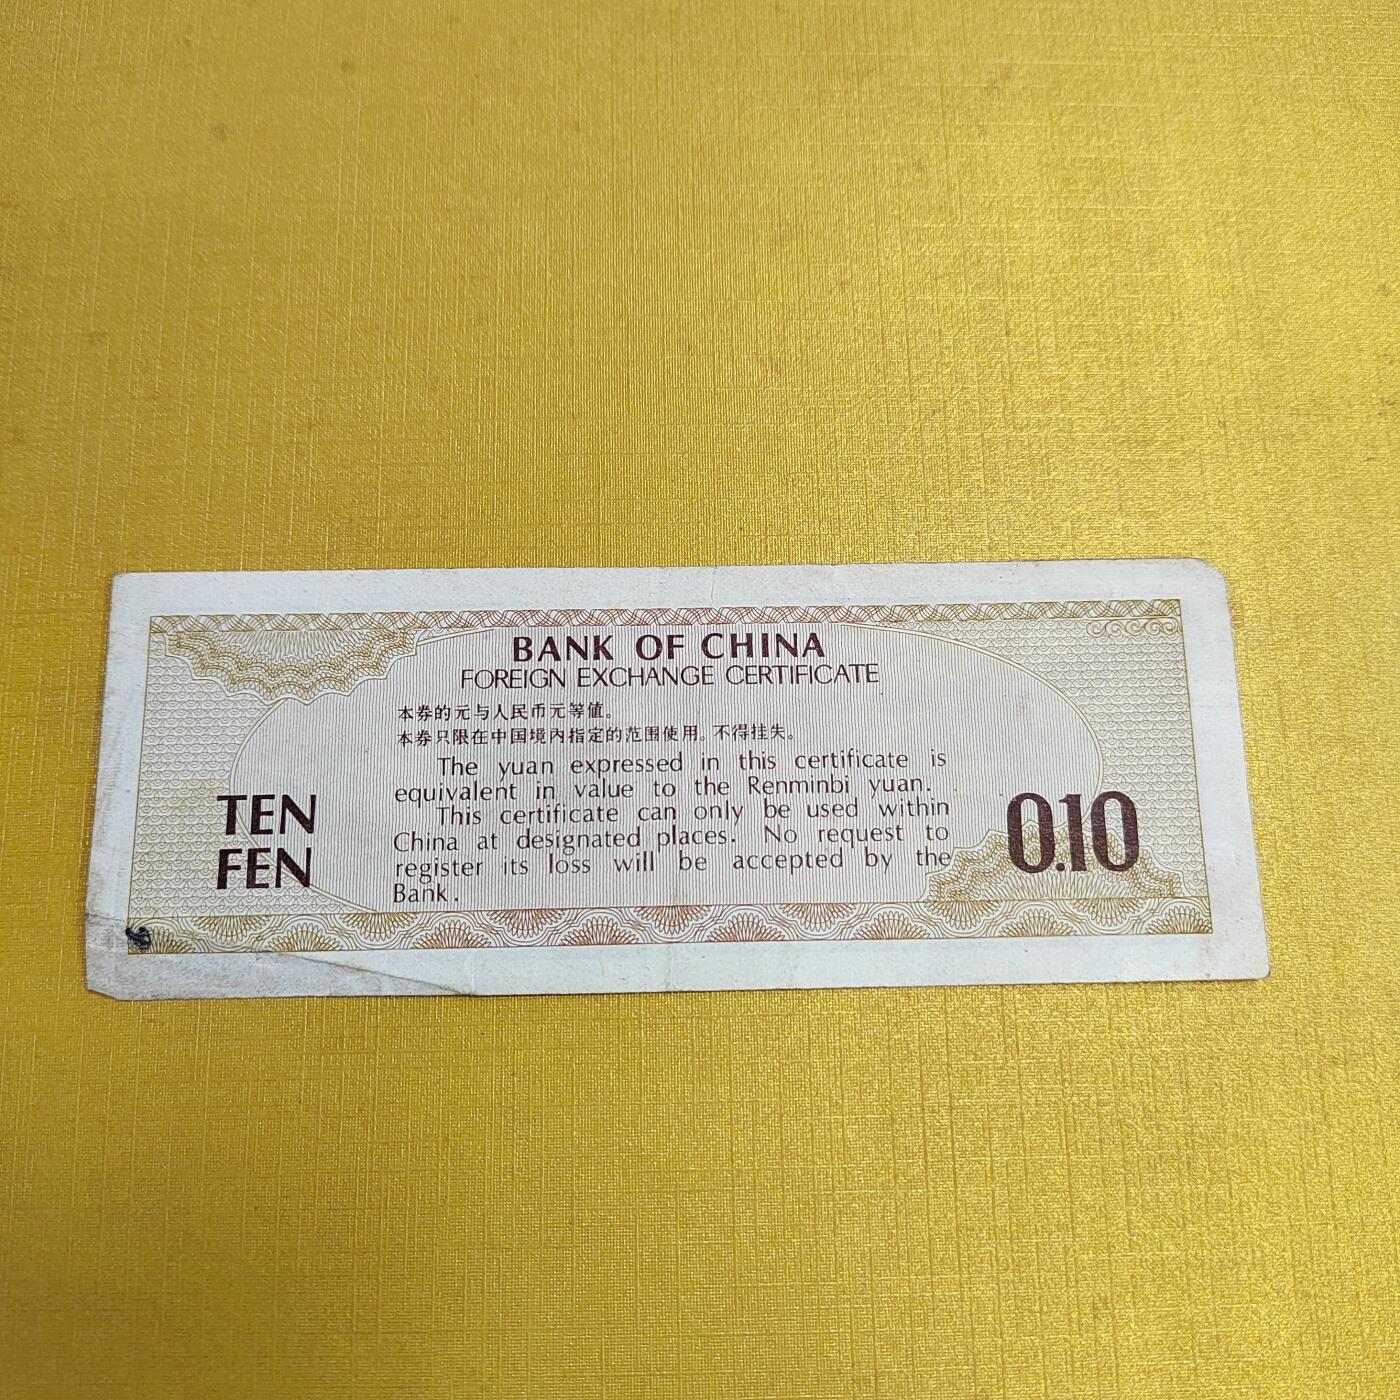 BANK OF CHINA
FOREIGN EXCHANGE CERTIFICATE
本券的元与人民币元等值。
本券只限在中国境内指定的范围使用。不得挂失。
The yuan expressed in this certificate is
equivalent in value to the Renminbi yuan.
This certificate can only be used within
China at designated places. No request to
register its loss will be accepted by the
Bank.
TEN
FEN
0.10